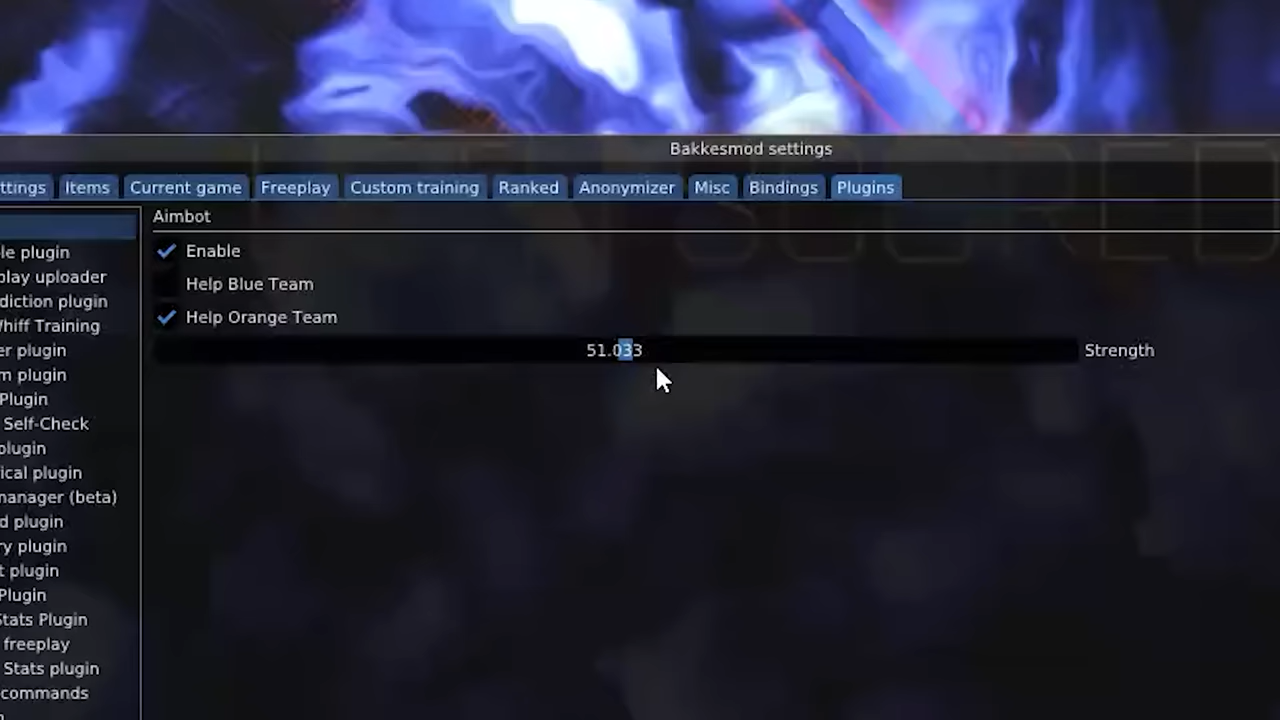 Bakkesmod settings
ttings Items Current game Freeplay Custom training Ranked Anonymizer Misc Bindings Plugins
Aimbot
Enable
Help Blue Team
Help Orange Team
51.033 Strength
le plugin
play uploader
diction plugin
Whiff Training
er plugin
m plugin
Plugin
Self-Check
plugin
ical plugin
manager (beta)
d plugin
ry plugin
t plugin
Plugin
Stats Plugin
freeplay
Stats plugin
commands